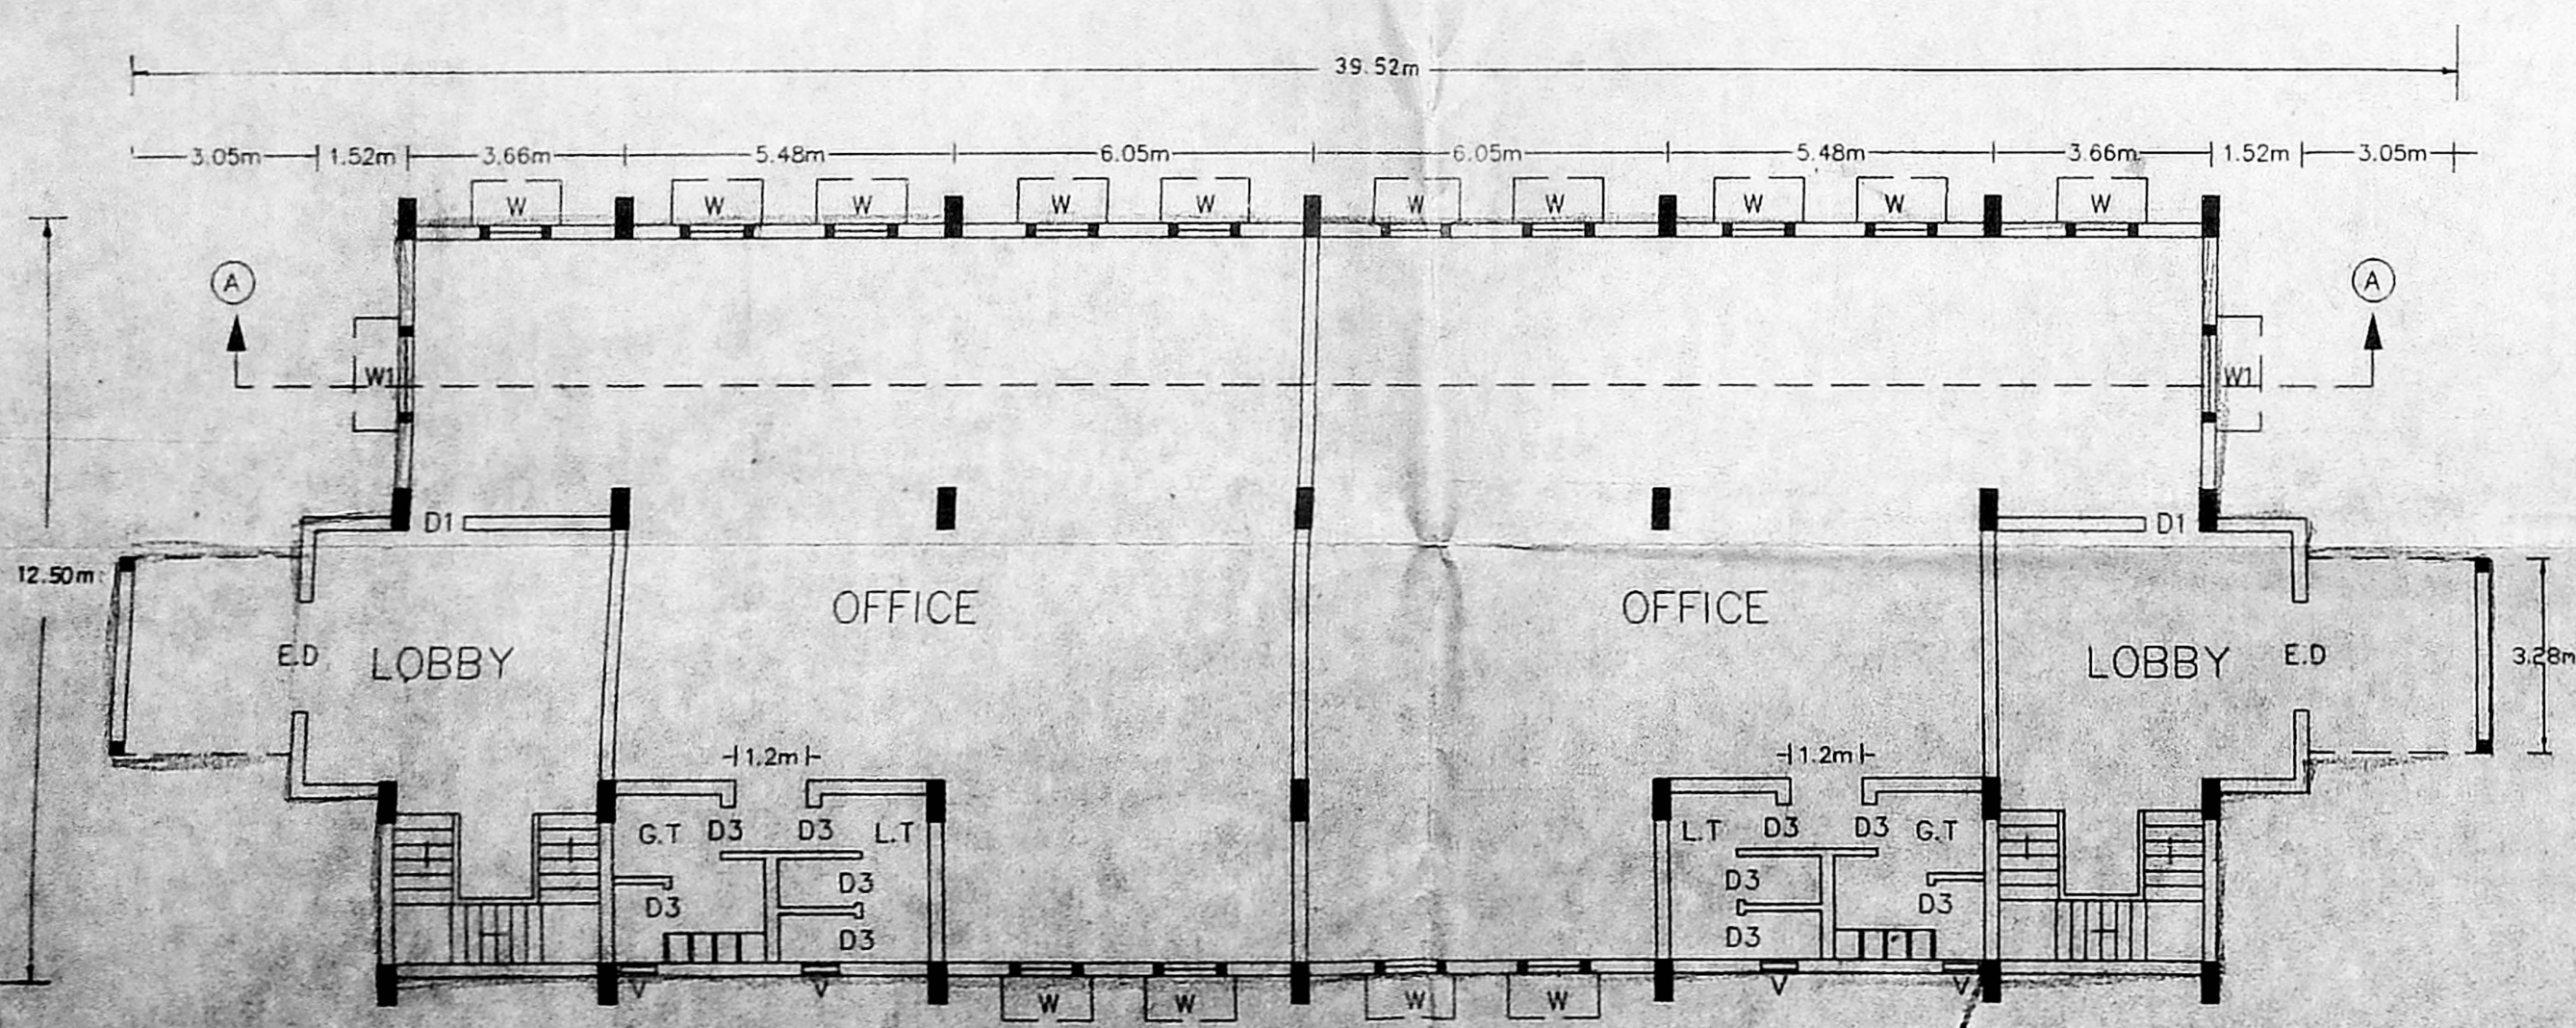 39.52m
3.05m 1.52m 3.66m 5.48m 6.05m 6.05m 5.48m 3.66m 1.52m 3.05m
W W W W W W W W W W
A A
W1 W1
D1 D1
12.50m
OFFICE OFFICE
E.D LOBBY LOBBY E.D 3.28m
1.2m 1.2m
G.T D3 D3 L.T L.T D3 D3 G.T
D3 D3
D3 D3
D3 D3
V V V V
W W W W